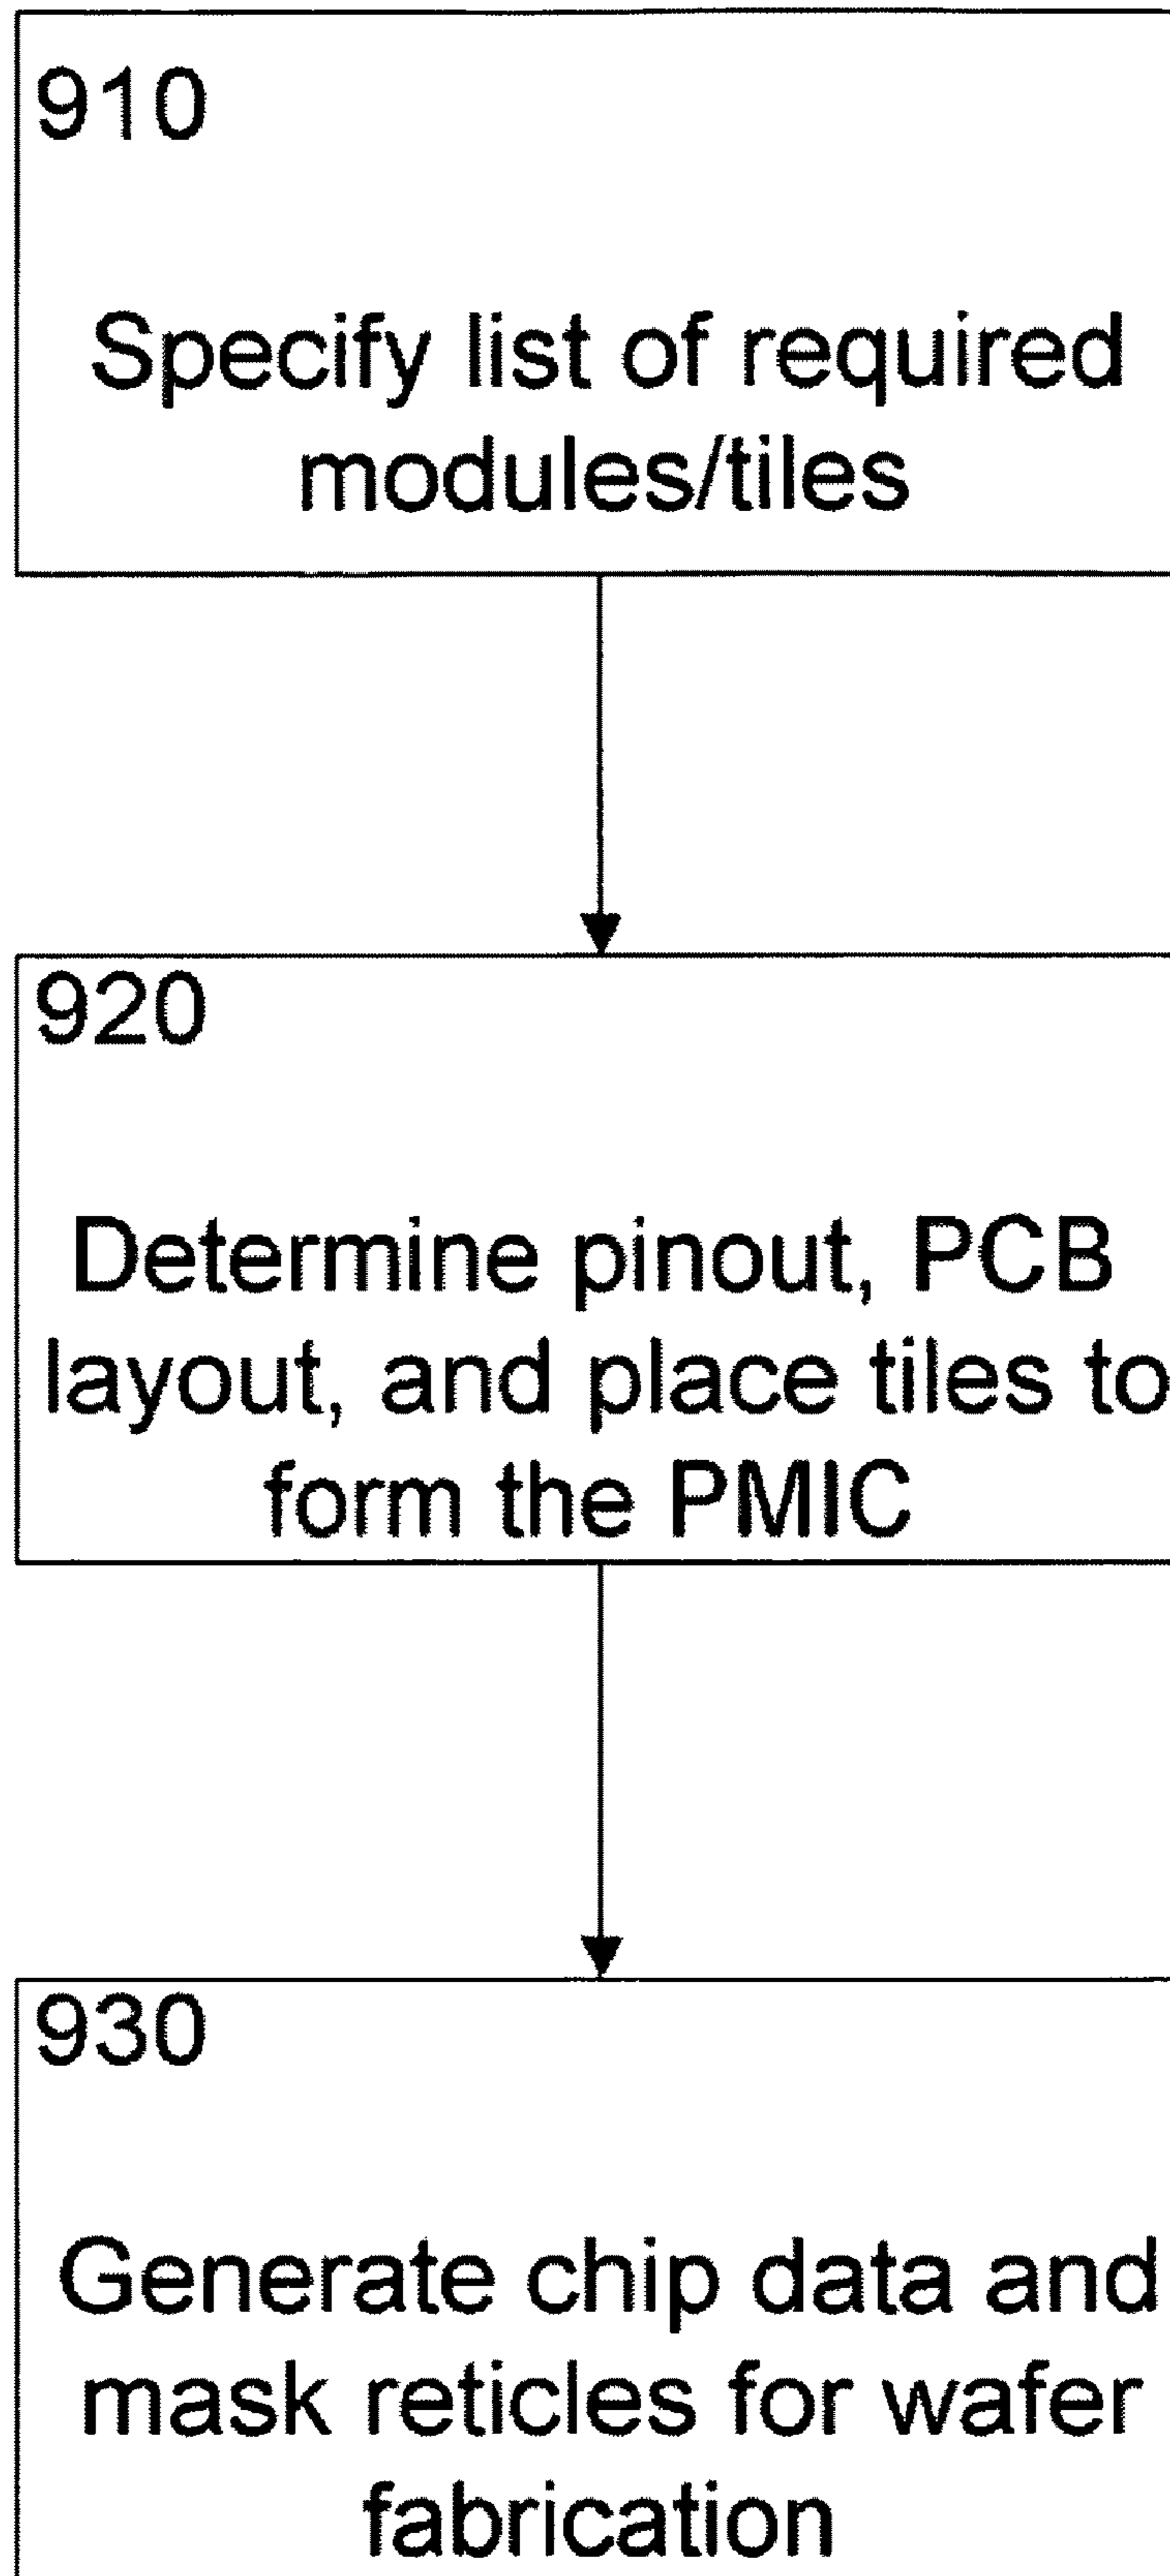 910
Specify list of required
modules/tiles
920
Determine pinout, PCB
layout, and place tiles to
form the PMIC
930
Generate chip data and
mask reticles for wafer
fabrication